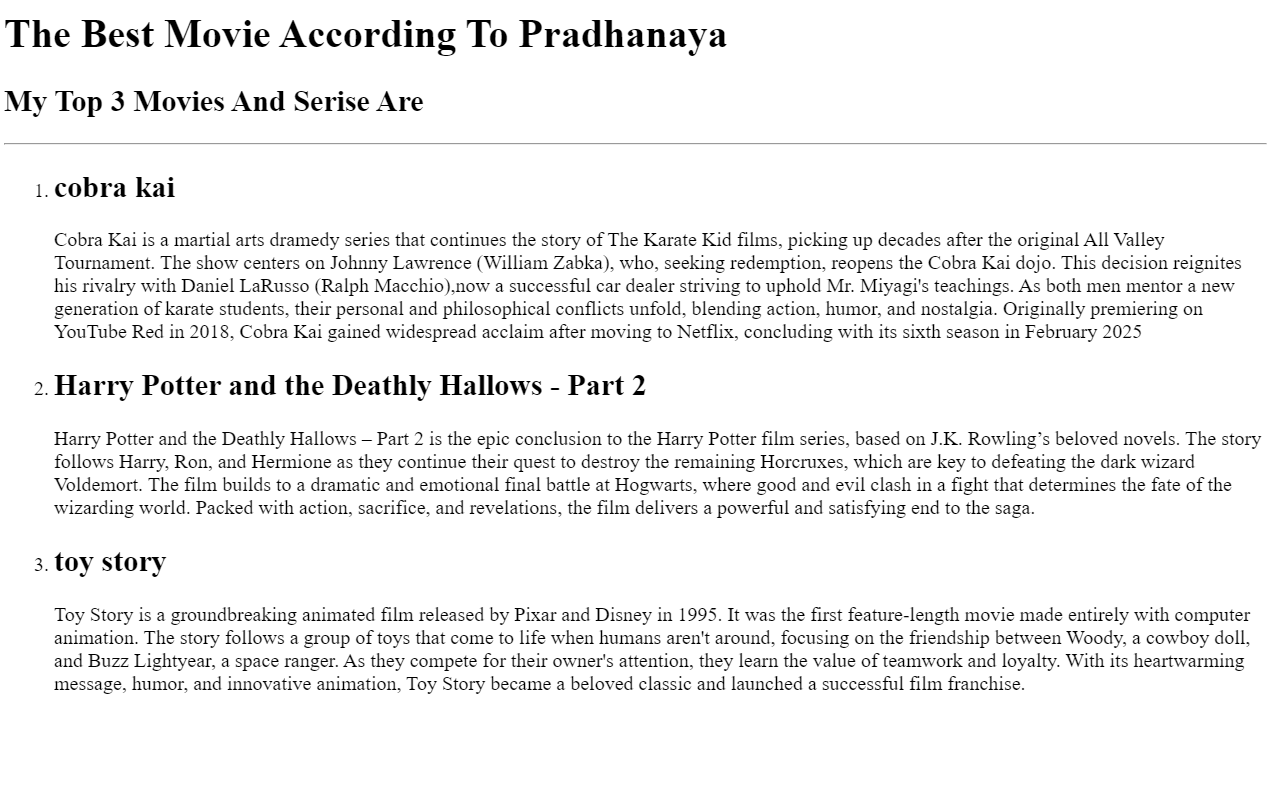 The Best Movie According To Pradhanaya
My Top 3 Movies And Serise Are
1. cobra kai
Cobra Kai is a martial arts dramedy series that continues the story of The Karate Kid films, picking up decades after the original All Valley
Tournament. The show centers on Johnny Lawrence (William Zabka), who, seeking redemption, reopens the Cobra Kai dojo. This decision reignites
his rivalry with Daniel LaRusso (Ralph Macchio),now a successful car dealer striving to uphold Mr. Miyagi's teachings. As both men mentor a new
generation of karate students, their personal and philosophical conflicts unfold, blending action, humor, and nostalgia. Originally premiering on
YouTube Red in 2018, Cobra Kai gained widespread acclaim after moving to Netflix, concluding with its sixth season in February 2025
2. Harry Potter and the Deathly Hallows - Part 2
Harry Potter and the Deathly Hallows – Part 2 is the epic conclusion to the Harry Potter film series, based on J.K. Rowling’s beloved novels. The story
follows Harry, Ron, and Hermione as they continue their quest to destroy the remaining Horcruxes, which are key to defeating the dark wizard
Voldemort. The film builds to a dramatic and emotional final battle at Hogwarts, where good and evil clash in a fight that determines the fate of the
wizarding world. Packed with action, sacrifice, and revelations, the film delivers a powerful and satisfying end to the saga.
3. toy story
Toy Story is a groundbreaking animated film released by Pixar and Disney in 1995. It was the first feature-length movie made entirely with computer
animation. The story follows a group of toys that come to life when humans aren't around, focusing on the friendship between Woody, a cowboy doll,
and Buzz Lightyear, a space ranger. As they compete for their owner's attention, they learn the value of teamwork and loyalty. With its heartwarming
message, humor, and innovative animation, Toy Story became a beloved classic and launched a successful film franchise.